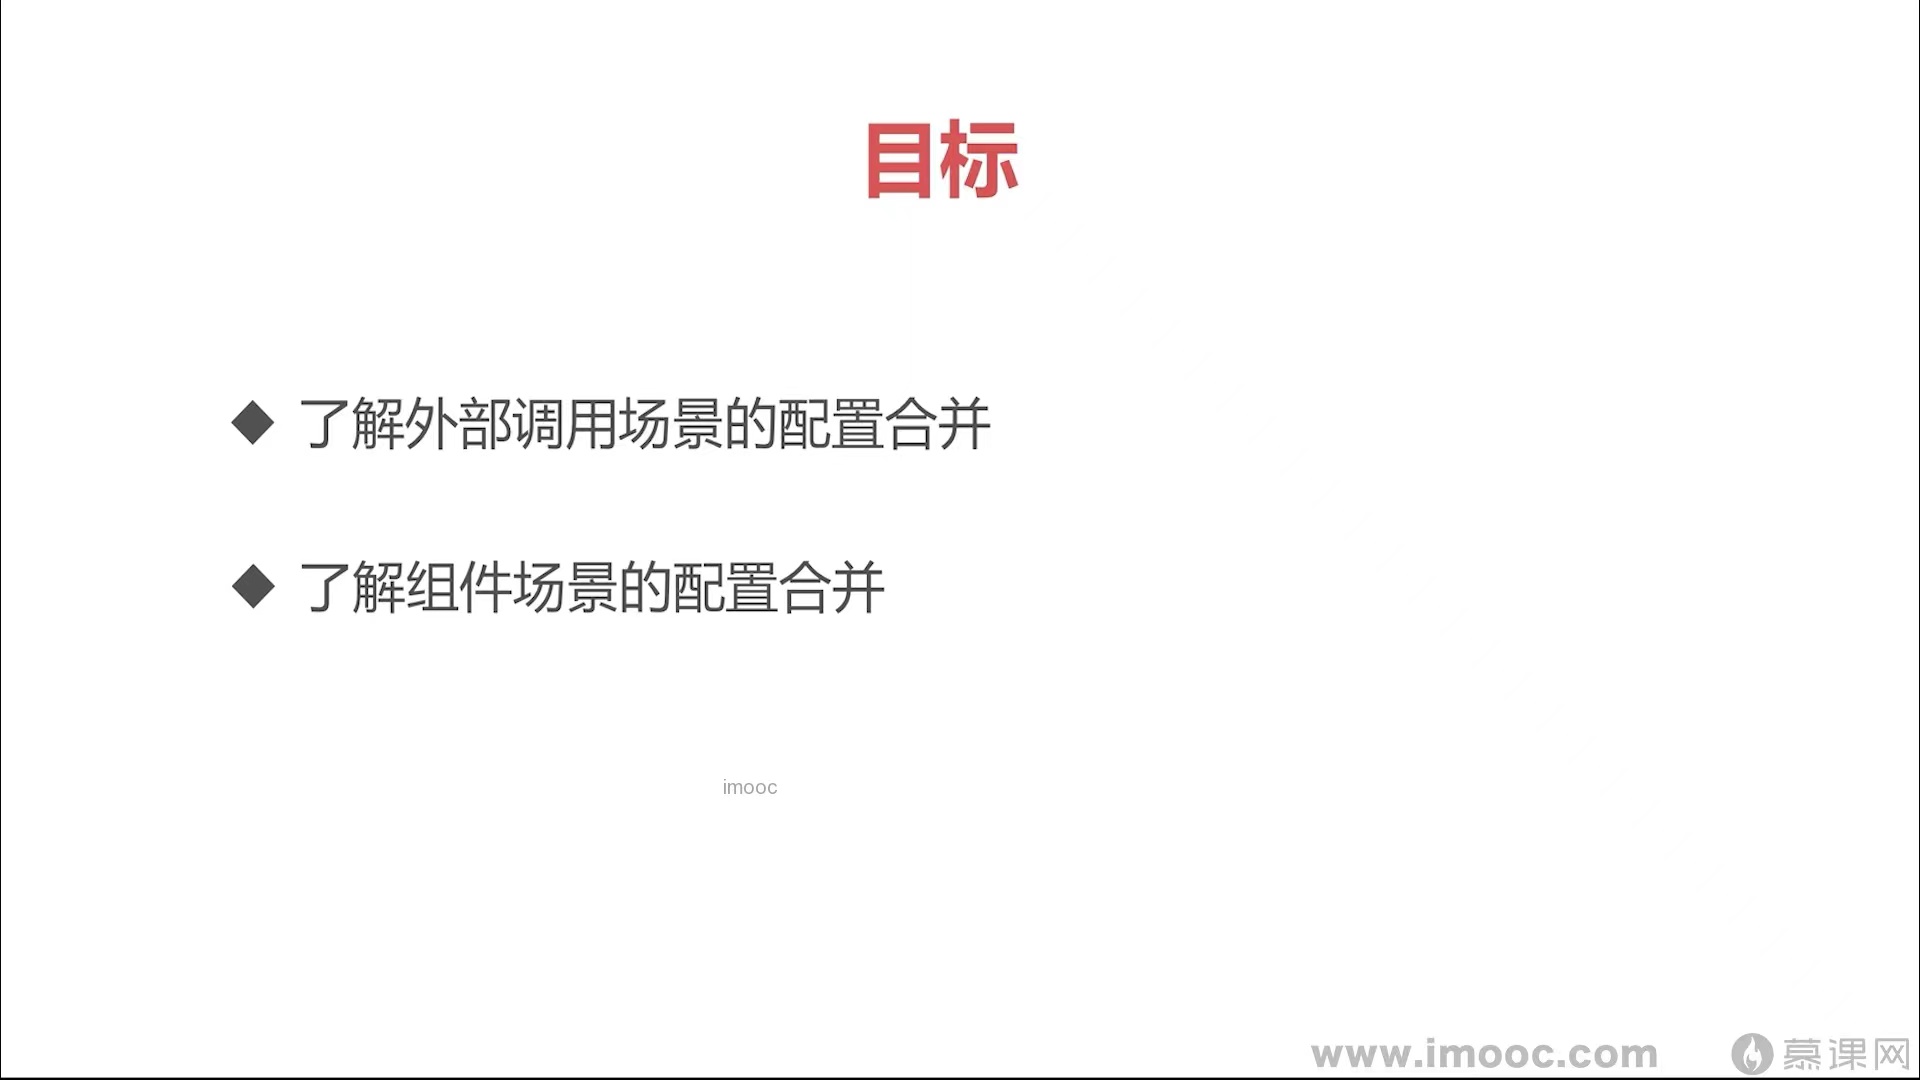 目标
◆ 了解外部调用场景的配置合并
◆ 了解组件场景的配置合并
imooc
www.imooc.com 慕课网